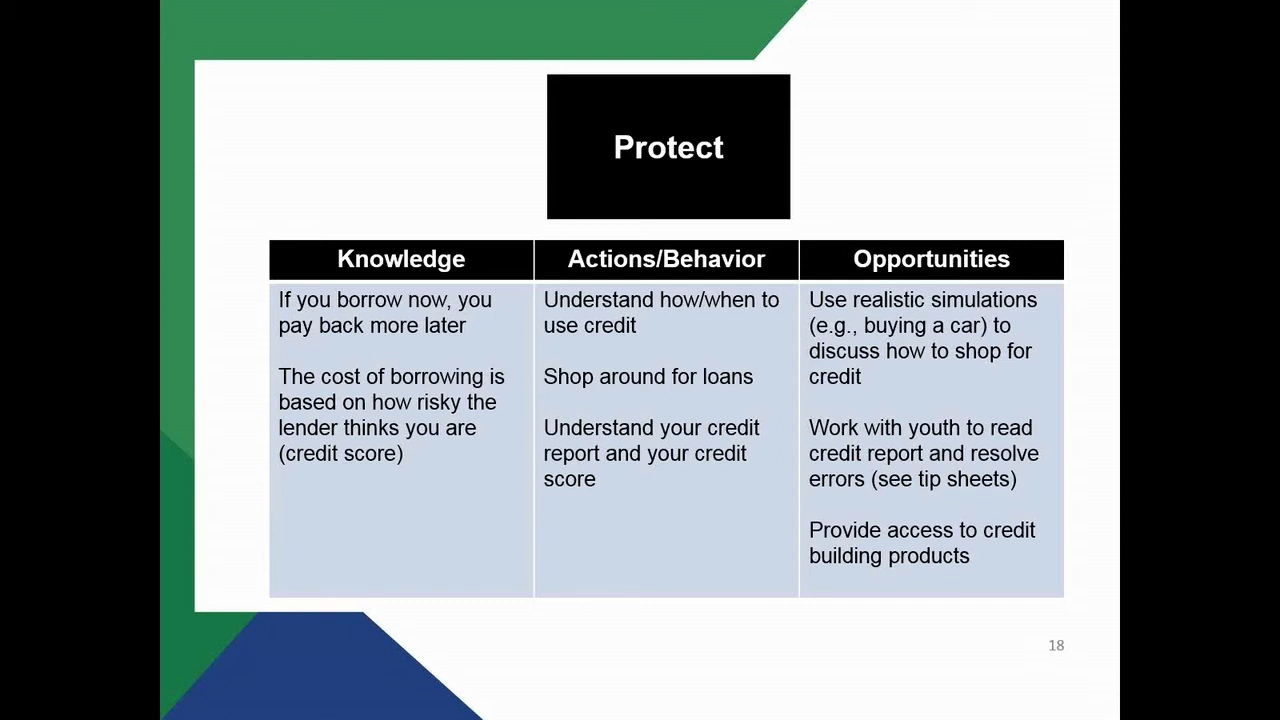 Protect
Knowledge
Actions/Behavior
Opportunities
If you borrow now, you
pay back more later
The cost of borrowing is
based on how risky the
lender thinks you are
(credit score)
Understand how/when to
use credit
Shop around for loans
Understand your credit
report and your credit
score
Use realistic simulations
(e.g., buying a car) to
discuss how to shop for
credit
Work with youth to read
credit report and resolve
errors (see tip sheets)
Provide access to credit
building products
18